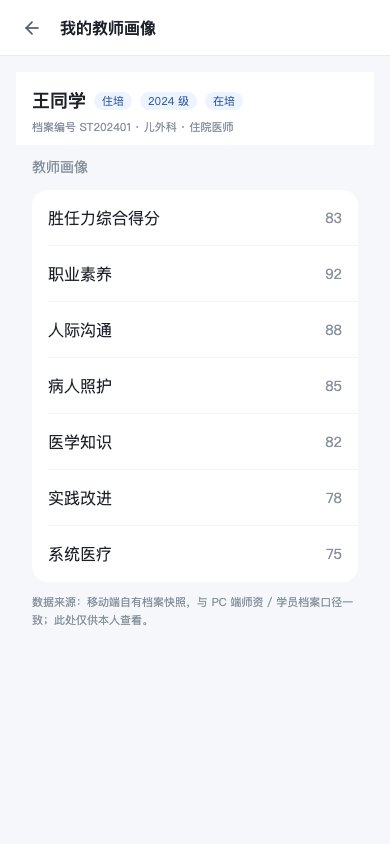 我的教师画像
王同学 住培 2024 级 在培
档案编号 ST202401 · 儿外科 · 住院医师
教师画像
胜任力综合得分 83
职业素养 92
人际沟通 88
病人照护 85
医学知识 82
实践改进 78
系统医疗 75
数据来源：移动端自有档案快照，与 PC 端师资 / 学员档案口径一
致；此处仅供本人查看。